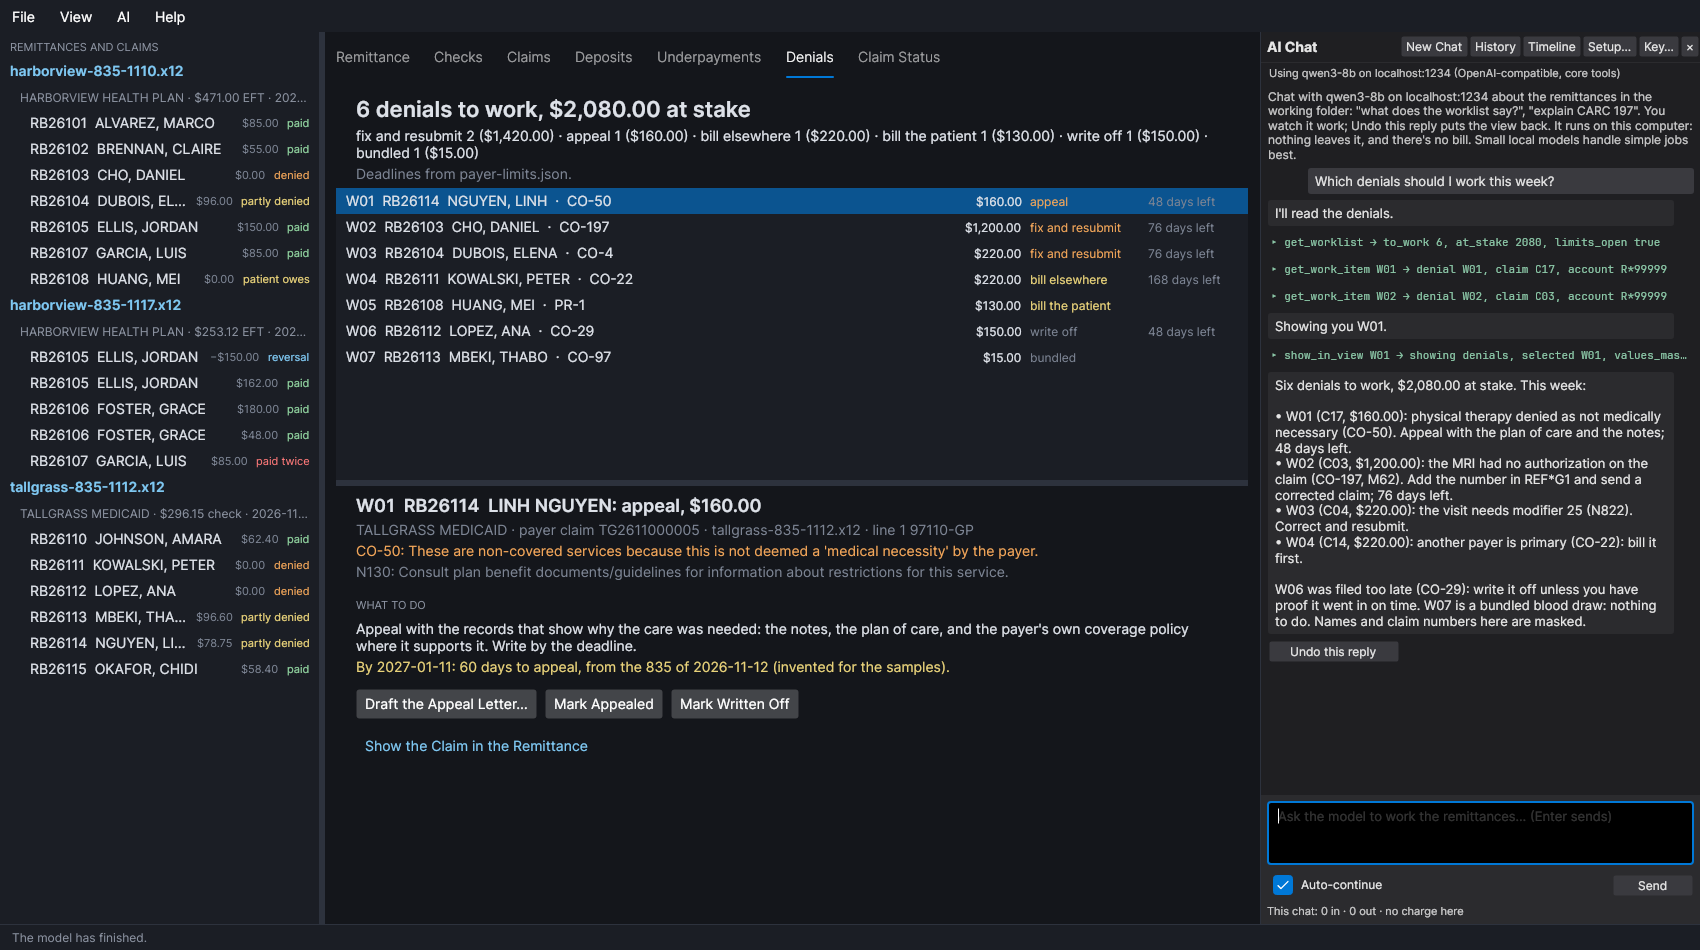 File View AI Help
REMITTANCES AND CLAIMS
harborview-835-1110.x12
HARBORVIEW HEALTH PLAN · $471.00 EFT · 202...
RB26101 ALVAREZ, MARCO $85.00 paid
RB26102 BRENNAN, CLAIRE $55.00 paid
RB26103 CHO, DANIEL $0.00 denied
RB26104 DUBOIS, EL... $96.00 partly denied
RB26105 ELLIS, JORDAN $150.00 paid
RB26107 GARCIA, LUIS $85.00 paid
RB26108 HUANG, MEI $0.00 patient owes
harborview-835-1117.x12
HARBORVIEW HEALTH PLAN · $253.12 EFT · 202...
RB26105 ELLIS, JORDAN −$150.00 reversal
RB26105 ELLIS, JORDAN $162.00 paid
RB26106 FOSTER, GRACE $180.00 paid
RB26106 FOSTER, GRACE $48.00 paid
RB26107 GARCIA, LUIS $85.00 paid twice
tallgrass-835-1112.x12
TALLGRASS MEDICAID · $296.15 check · 2026-11...
RB26110 JOHNSON, AMARA $62.40 paid
RB26111 KOWALSKI, PETER $0.00 denied
RB26112 LOPEZ, ANA $0.00 denied
RB26113 MBEKI, THA... $96.60 partly denied
RB26114 NGUYEN, LI... $78.75 partly denied
RB26115 OKAFOR, CHIDI $58.40 paid
Remittance Checks Claims Deposits Underpayments Denials Claim Status
6 denials to work, $2,080.00 at stake
fix and resubmit 2 ($1,420.00) · appeal 1 ($160.00) · bill elsewhere 1 ($220.00) · bill the patient 1 ($130.00) · write off 1 ($150.00) ·
bundled 1 ($15.00)
Deadlines from payer-limits.json.
W01 RB26114 NGUYEN, LINH · CO-50 $160.00 appeal 48 days left
W02 RB26103 CHO, DANIEL · CO-197 $1,200.00 fix and resubmit 76 days left
W03 RB26104 DUBOIS, ELENA · CO-4 $220.00 fix and resubmit 76 days left
W04 RB26111 KOWALSKI, PETER · CO-22 $220.00 bill elsewhere 168 days left
W05 RB26108 HUANG, MEI · PR-1 $130.00 bill the patient
W06 RB26112 LOPEZ, ANA · CO-29 $150.00 write off 48 days left
W07 RB26113 MBEKI, THABO · CO-97 $15.00 bundled
W01 RB26114 LINH NGUYEN: appeal, $160.00
TALLGRASS MEDICAID · payer claim TG2611000005 · tallgrass-835-1112.x12 · line 1 97110-GP
CO-50: These are non-covered services because this is not deemed a 'medical necessity' by the payer.
N130: Consult plan benefit documents/guidelines for information about restrictions for this service.
WHAT TO DO
Appeal with the records that show why the care was needed: the notes, the plan of care, and the payer's own coverage policy
where it supports it. Write by the deadline.
By 2027-01-11: 60 days to appeal, from the 835 of 2026-11-12 (invented for the samples).
Draft the Appeal Letter... Mark Appealed Mark Written Off
Show the Claim in the Remittance
AI Chat New Chat History Timeline Setup... Key... ×
Using qwen3-8b on localhost:1234 (OpenAI-compatible, core tools)
Chat with qwen3-8b on localhost:1234 about the remittances in the
working folder: "what does the worklist say?", "explain CARC 197". You
watch it work; Undo this reply puts the view back. It runs on this computer:
nothing leaves it, and there's no bill. Small local models handle simple jobs
best.
Which denials should I work this week?
I'll read the denials.
▸ get_worklist → to_work 6, at_stake 2080, limits_open true
▸ get_work_item W01 → denial W01, claim C17, account R*99999
▸ get_work_item W02 → denial W02, claim C03, account R*99999
Showing you W01.
▸ show_in_view W01 → showing denials, selected W01, values_mas...
Six denials to work, $2,080.00 at stake. This week:
• W01 (C17, $160.00): physical therapy denied as not medically
necessary (CO-50). Appeal with the plan of care and the notes;
48 days left.
• W02 (C03, $1,200.00): the MRI had no authorization on the
claim (CO-197, M62). Add the number in REF*G1 and send a
corrected claim; 76 days left.
• W03 (C04, $220.00): the visit needs modifier 25 (N822).
Correct and resubmit.
• W04 (C14, $220.00): another payer is primary (CO-22): bill it
first.
W06 was filed too late (CO-29): write it off unless you have
proof it went in on time. W07 is a bundled blood draw: nothing
to do. Names and claim numbers here are masked.
Undo this reply
Ask the model to work the remittances... (Enter sends)
Auto-continue Send
This chat: 0 in · 0 out · no charge here
The model has finished.